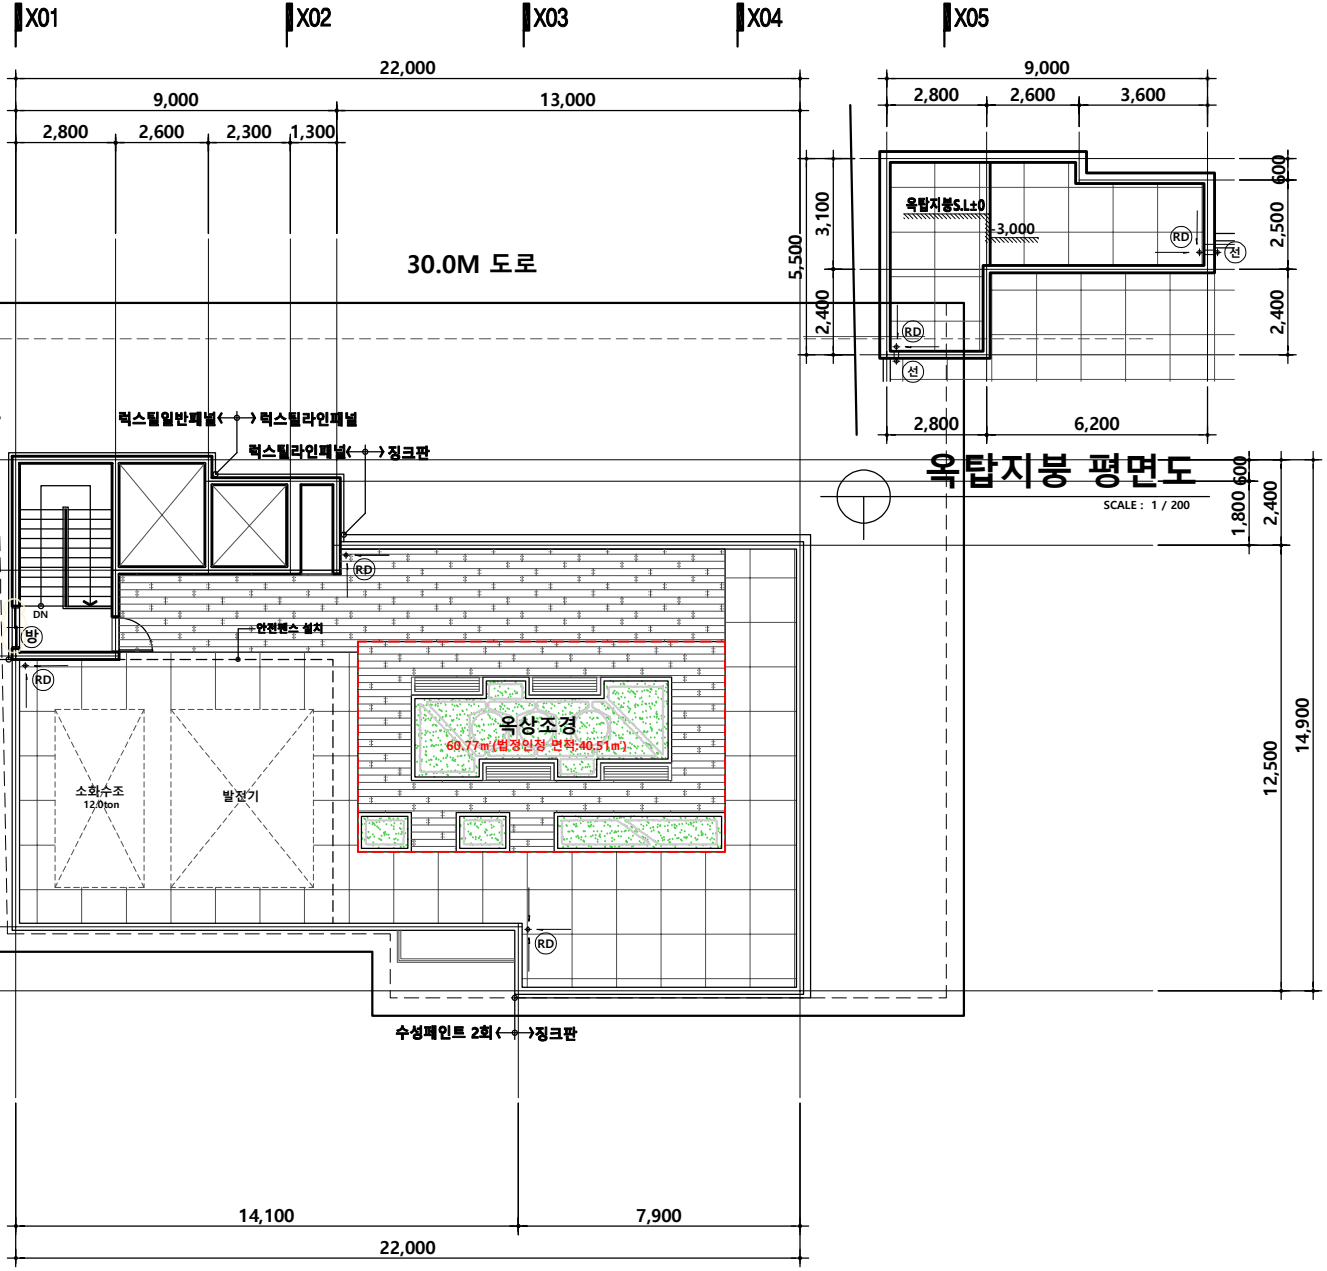 X01 X02 X03 X04 X05
22,000
9,000
9,000 13,000
2,800 2,600 3,600
2,800 2,600 2,300 1,300
600
3,100
2,500
옥탑지붕S.L±0
-3,000
RD
선
5,500
30.0M 도로
2,400
2,400
RD
선
럭스틸일반패널 럭스틸라인패널
2,800 6,200
럭스틸라인패널 징크판
옥탑지붕 평면도
SCALE : 1 / 200
600
1,800
2,400
RD
DN
방
안전펜스 설치
RD
옥상조경
60.77㎡(법정인정 면적:40.51㎡)
14,900
12,500
소화수조
12.0ton
발전기
RD
수성페인트 2회 징크판
14,100 7,900
22,000